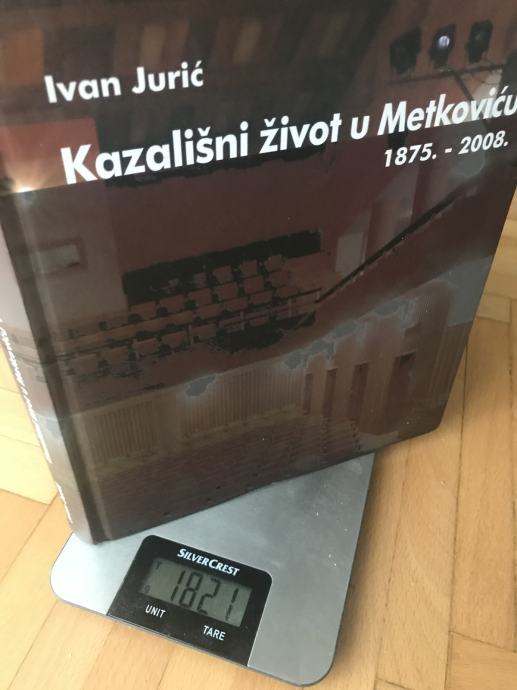 Ivan Jurić
Kazališni život u Metkoviću
1875. - 2008.
SILVERCREST
1821
UNIT
TARE